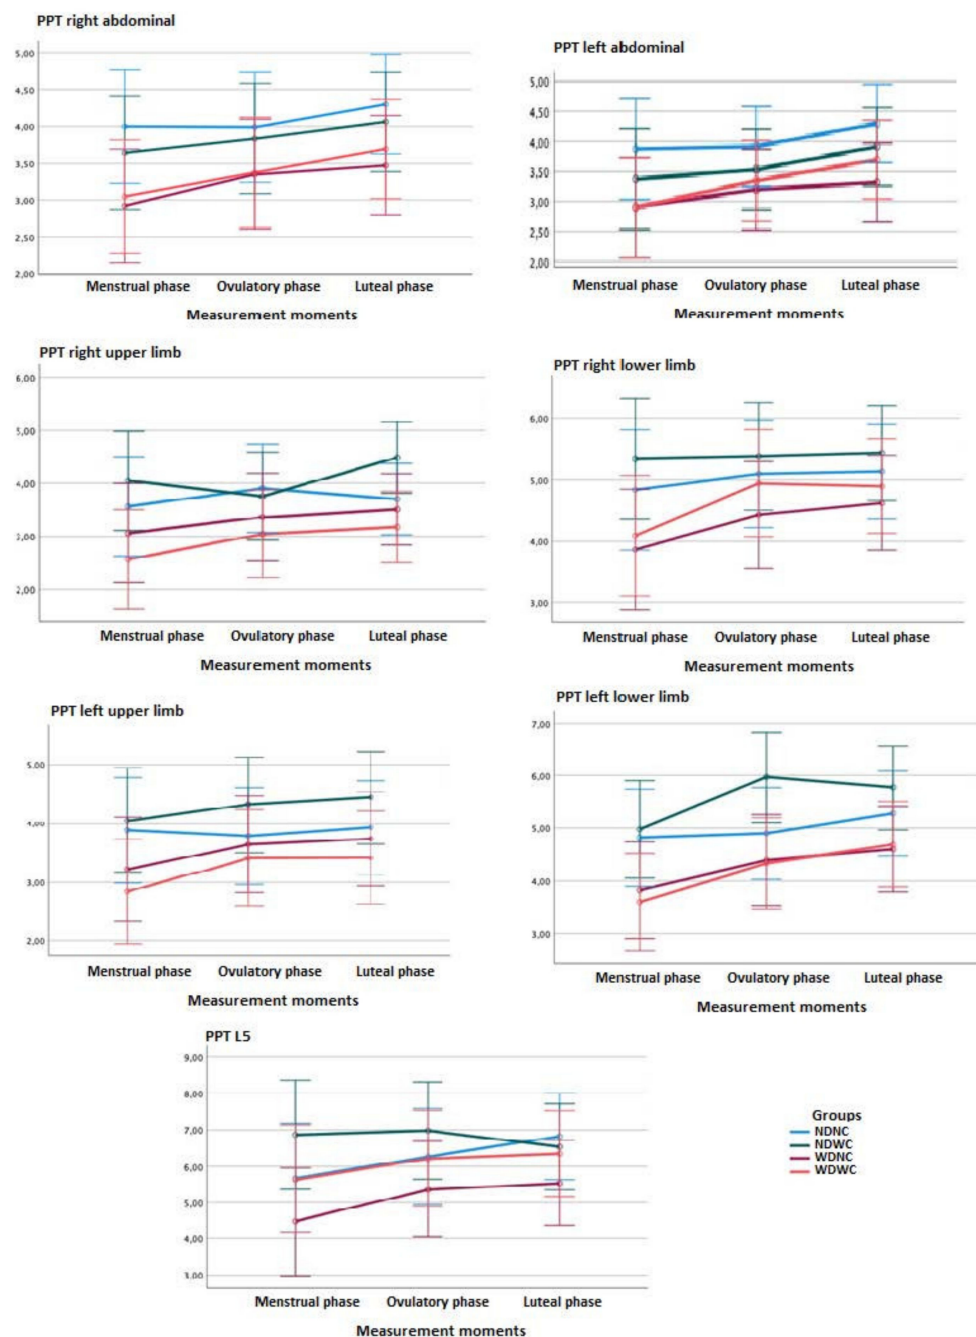 PPT right abdominal
5,00
4,50
4,00
3,50
3,00
2,50
2,00
Menstrual phase Ovulatory phase Luteal phase
Measurement moments
PPT left abdominal
5,00
4,50
4,00
3,50
3,00
2,50
2,00
Menstrual phase Ovulatory phase Luteal phase
Measurement moments
PPT right upper limb
6,00
5,00
4,00
2,00
Menstrual phase Ovulatory phase Luteal phase
Measurement moments
PPT right lower limb
6,00
5,00
4,00
3,00
Menstrual phase Ovulatory phase Luteal phase
Measurement moments
PPT left upper limb
5,00
4,00
3,00
2,00
Menstrual phase Ovulatory phase Luteal phase
Measurement moments
PPT left lower limb
7,00
6,00
5,00
4,00
3,00
Menstrual phase Ovulatory phase Luteal phase
Measurement moments
PPT L5
9,00
8,00
7,00
6,00
5,00
4,00
3,00
Menstrual phase Ovulatory phase Luteal phase
Measurement moments
Groups
NDNC
NDWC
WDNC
WDWC